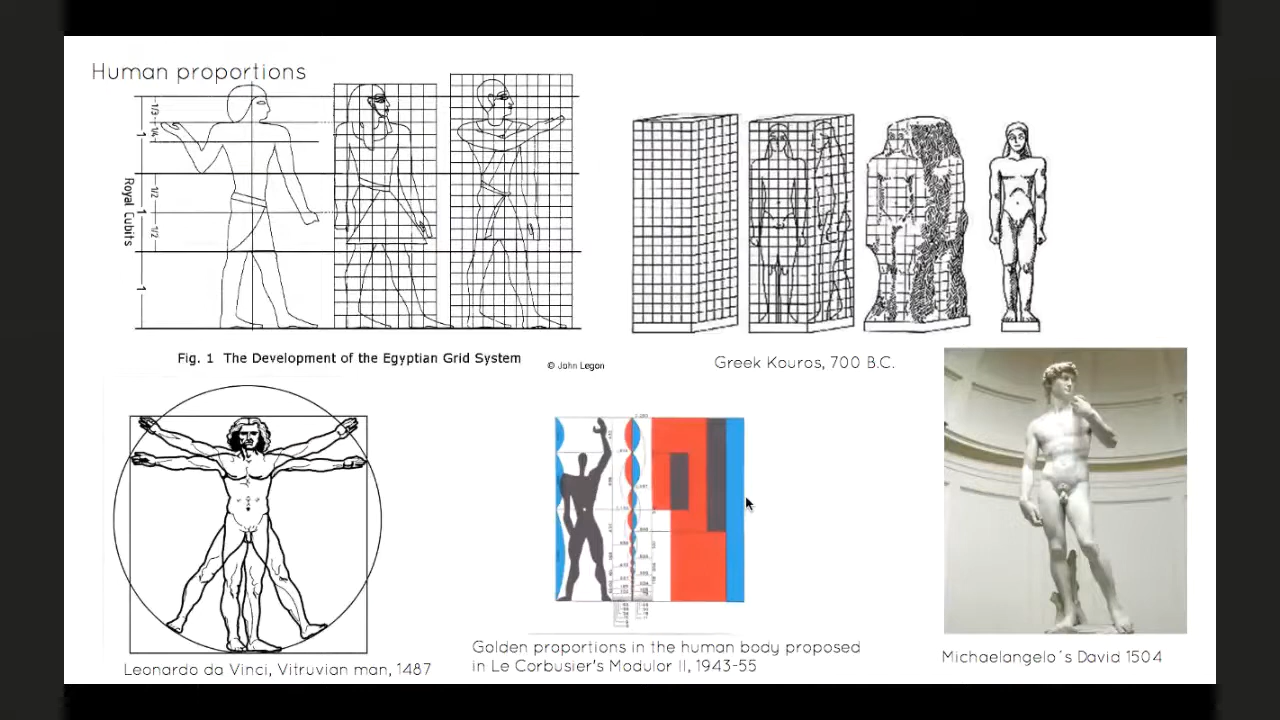 Human proportions
1/3
1/4
1
1/2
1
1/2
1
Royal Cubits
Fig. 1 The Development of the Egyptian Grid System
© John Legon
Greek Kouros, 700 B.C.
Leonardo da Vinci, Vitruvian man, 1487
Golden proportions in the human body proposed
in Le Corbusier's Modulor II, 1943-55
Michaelangelo´s David 1504